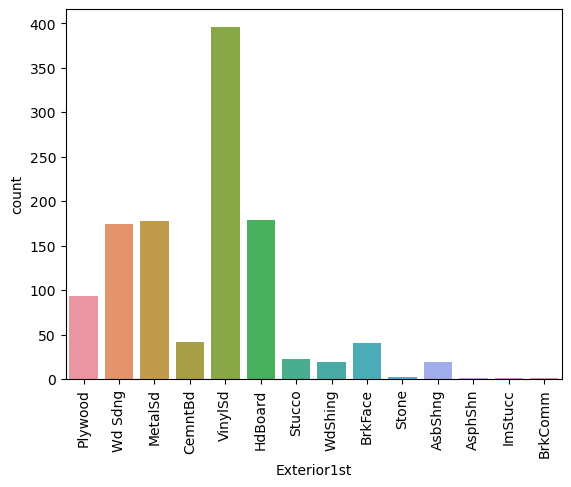 400
350
300
250
200
150
100
50
0
count
Plywood
Wd Sdng
MetalSd
CemntBd
VinylSd
HdBoard
Stucco
WdShing
BrkFace
Stone
AsbShng
AsphShn
ImStucc
BrkComm
Exterior1st